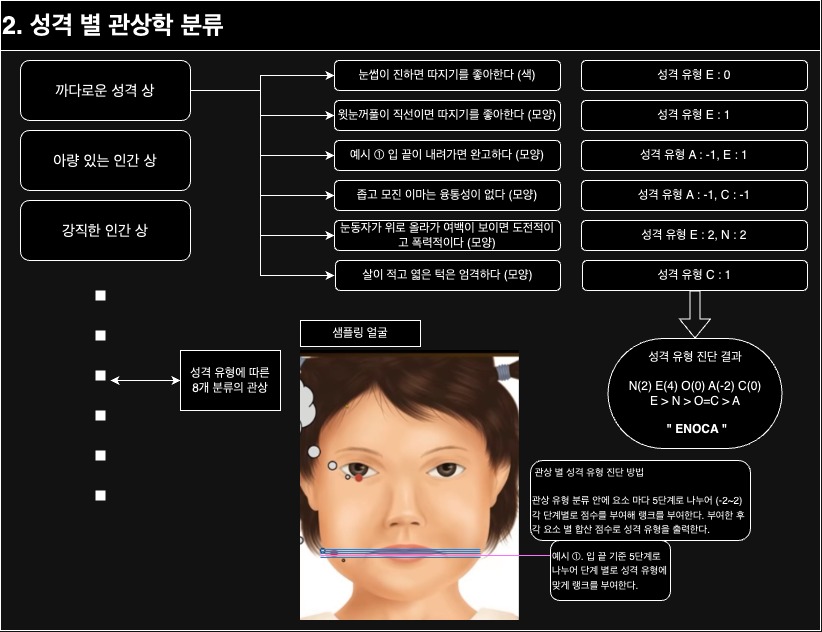 2. 성격 별 관상학 분류
까다로운 성격 상
아량 있는 인간 상
강직한 인간 상
눈썹이 진하면 따지기를 좋아한다 (색)
성격 유형 E : 0
윗눈꺼풀이 직선이면 따지기를 좋아한다 (모양)
성격 유형 E : 1
예시 ① 입 끝이 내려가면 완고하다 (모양)
성격 유형 A : -1, E : 1
좁고 모진 이마는 융통성이 없다 (모양)
성격 유형 A : -1, C : -1
눈동자가 위로 올라가 여백이 보이면 도전적이
고 폭력적이다 (모양)
성격 유형 E : 2, N : 2
살이 적고 엷은 턱은 엄격하다 (모양)
성격 유형 C : 1
성격 유형에 따른
8개 분류의 관상
샘플링 얼굴
성격 유형 진단 결과
N(2) E(4) O(0) A(-2) C(0)
E > N > O=C > A
" ENOCA "
관상 별 성격 유형 진단 방법
관상 유형 분류 안에 요소 마다 5단계로 나누어 (-2~2)
각 단계별로 점수를 부여해 랭크를 부여한다. 부여한 후
각 요소 별 합산 점수로 성격 유형을 출력한다.
예시 ①. 입 끝 기준 5단계로
나누어 단계 별로 성격 유형에
맞게 랭크를 부여한다.